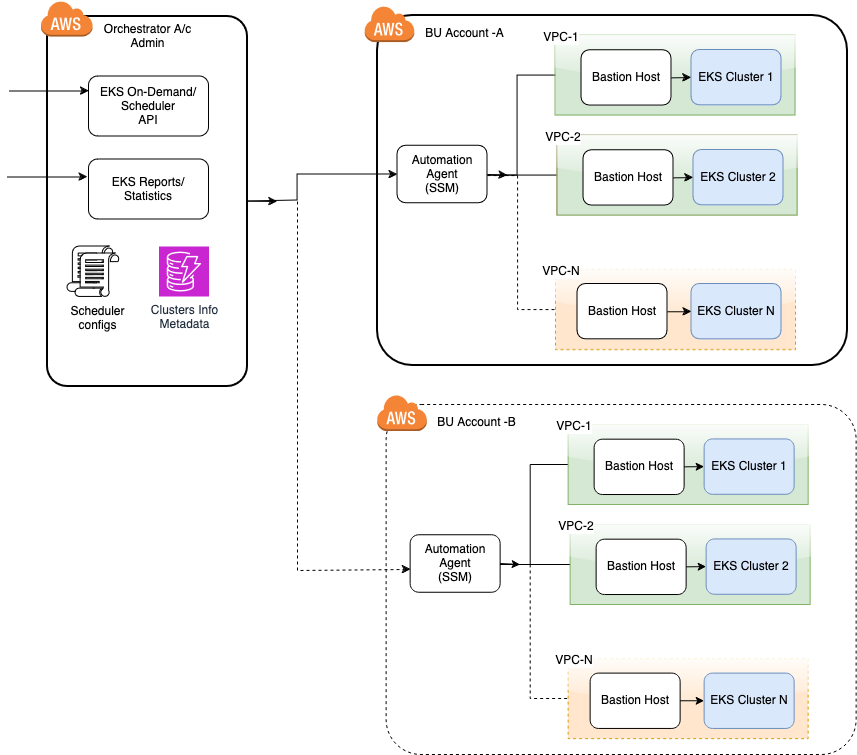 AWS
Orchestrator A/c
Admin
EKS On-Demand/
Scheduler
API
EKS Reports/
Statistics
Scheduler
configs
Clusters Info
Metadata
AWS
BU Account -A
Automation
Agent
(SSM)
VPC-1
Bastion Host
EKS Cluster 1
VPC-2
Bastion Host
EKS Cluster 2
VPC-N
Bastion Host
EKS Cluster N
AWS
BU Account -B
Automation
Agent
(SSM)
VPC-1
Bastion Host
EKS Cluster 1
VPC-2
Bastion Host
EKS Cluster 2
VPC-N
Bastion Host
EKS Cluster N